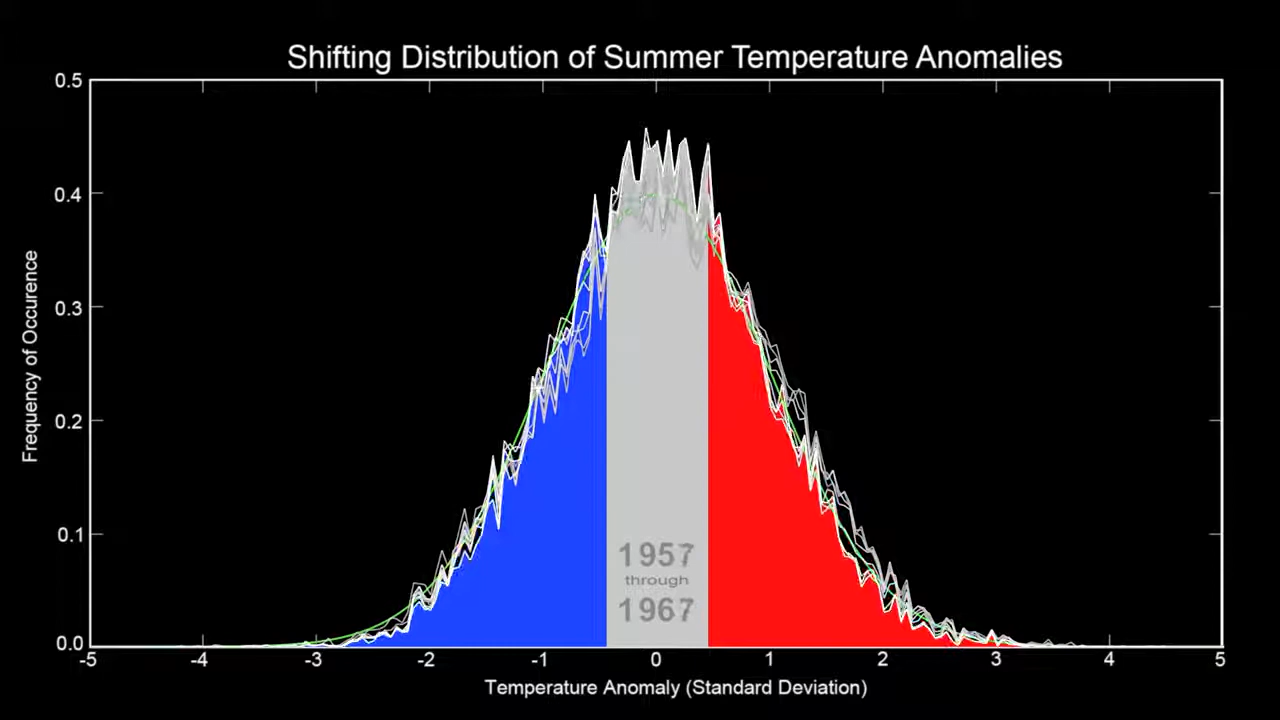 Shifting Distribution of Summer Temperature Anomalies
0.5
0.4
0.3
0.2
0.1
0.0
Frequency of Occurence
1957
through
1967
-5 -4 -3 -2 -1 0 1 2 3 4 5
Temperature Anomaly (Standard Deviation)